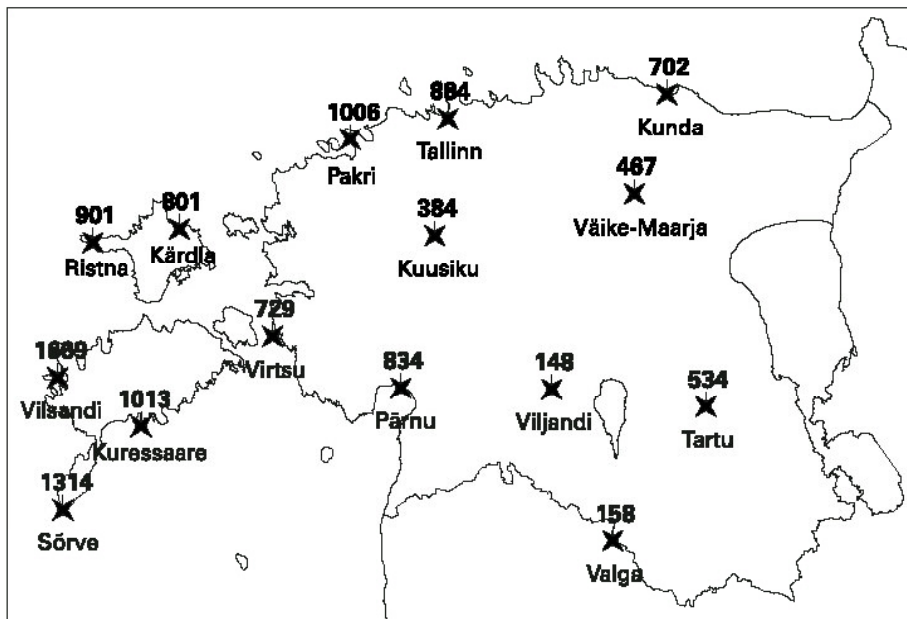 702
884
Kunda
1006
Tallinn
Pakri
467
Väike-Maarja
801
384
901
Kärdla
Kuusiku
Ristna
729
Virtsu
834
148
534
Vilsandi
1013
Pärnu
Viljandi
Tartu
Kuressaare
1314
158
Sõrve
Valga